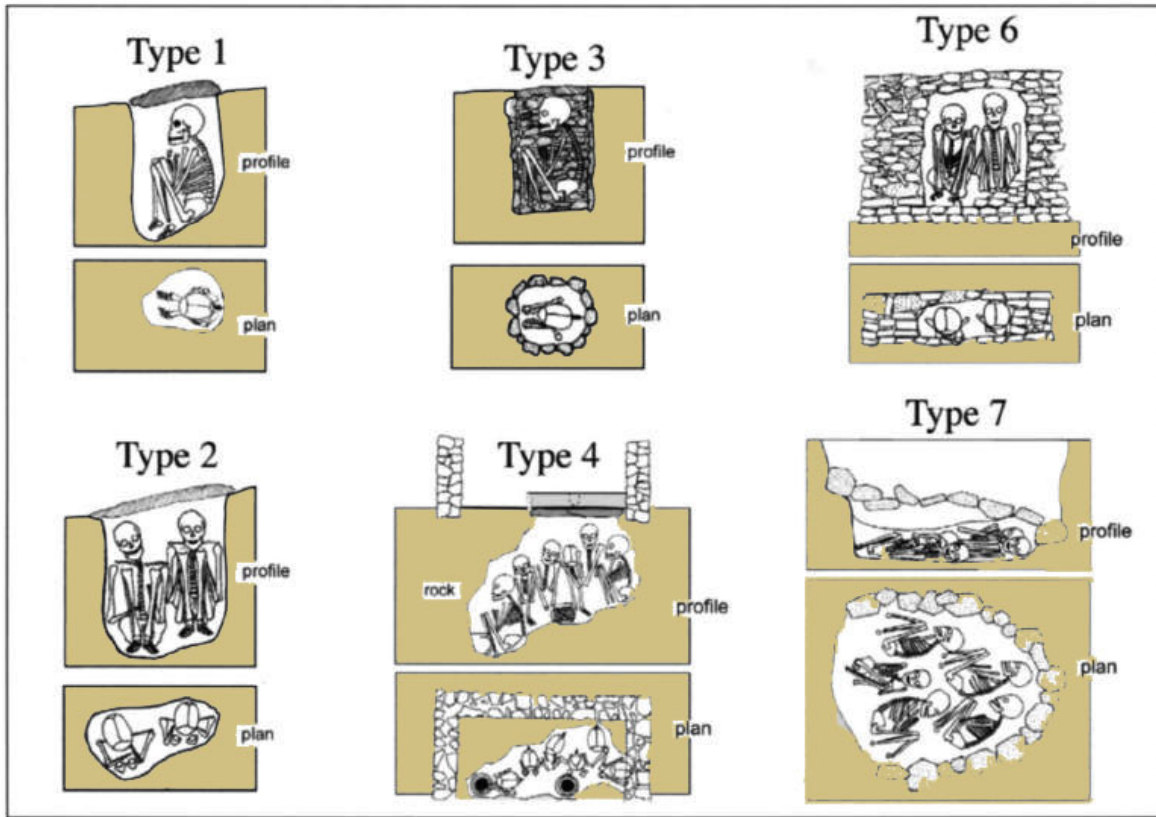 Type 1
profile
plan
Type 3
profile
plan
Type 6
profile
plan
Type 2
profile
plan
Type 4
rock
profile
plan
Type 7
profile
plan